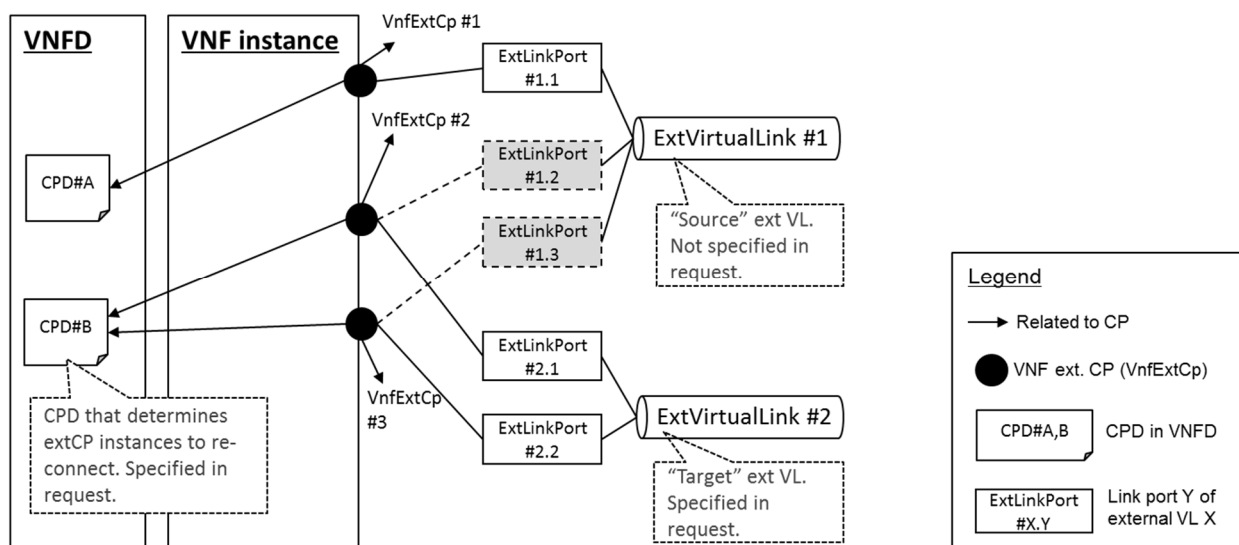 VNFD
VNF instance
VnfExtCp #1
ExtLinkPort
#1.1
VnfExtCp #2
ExtVirtualLink #1
ExtLinkPort
#1.2
CPD#A
"Source" ext VL.
Not specified in
request.
ExtLinkPort
#1.3
Legend
Related to CP
CPD#B
ExtLinkPort
#2.1
VNF ext. CP (VnfExtCp)
VnfExtCp
#3
CPD that determines
extCP instances to re-
connect. Specified in
request.
ExtVirtualLink #2
ExtLinkPort
#2.2
CPD#A,B
CPD in VNFD
"Target" ext VL.
Specified in
request.
ExtLinkPort
#X.Y
Link port Y of
external VL X